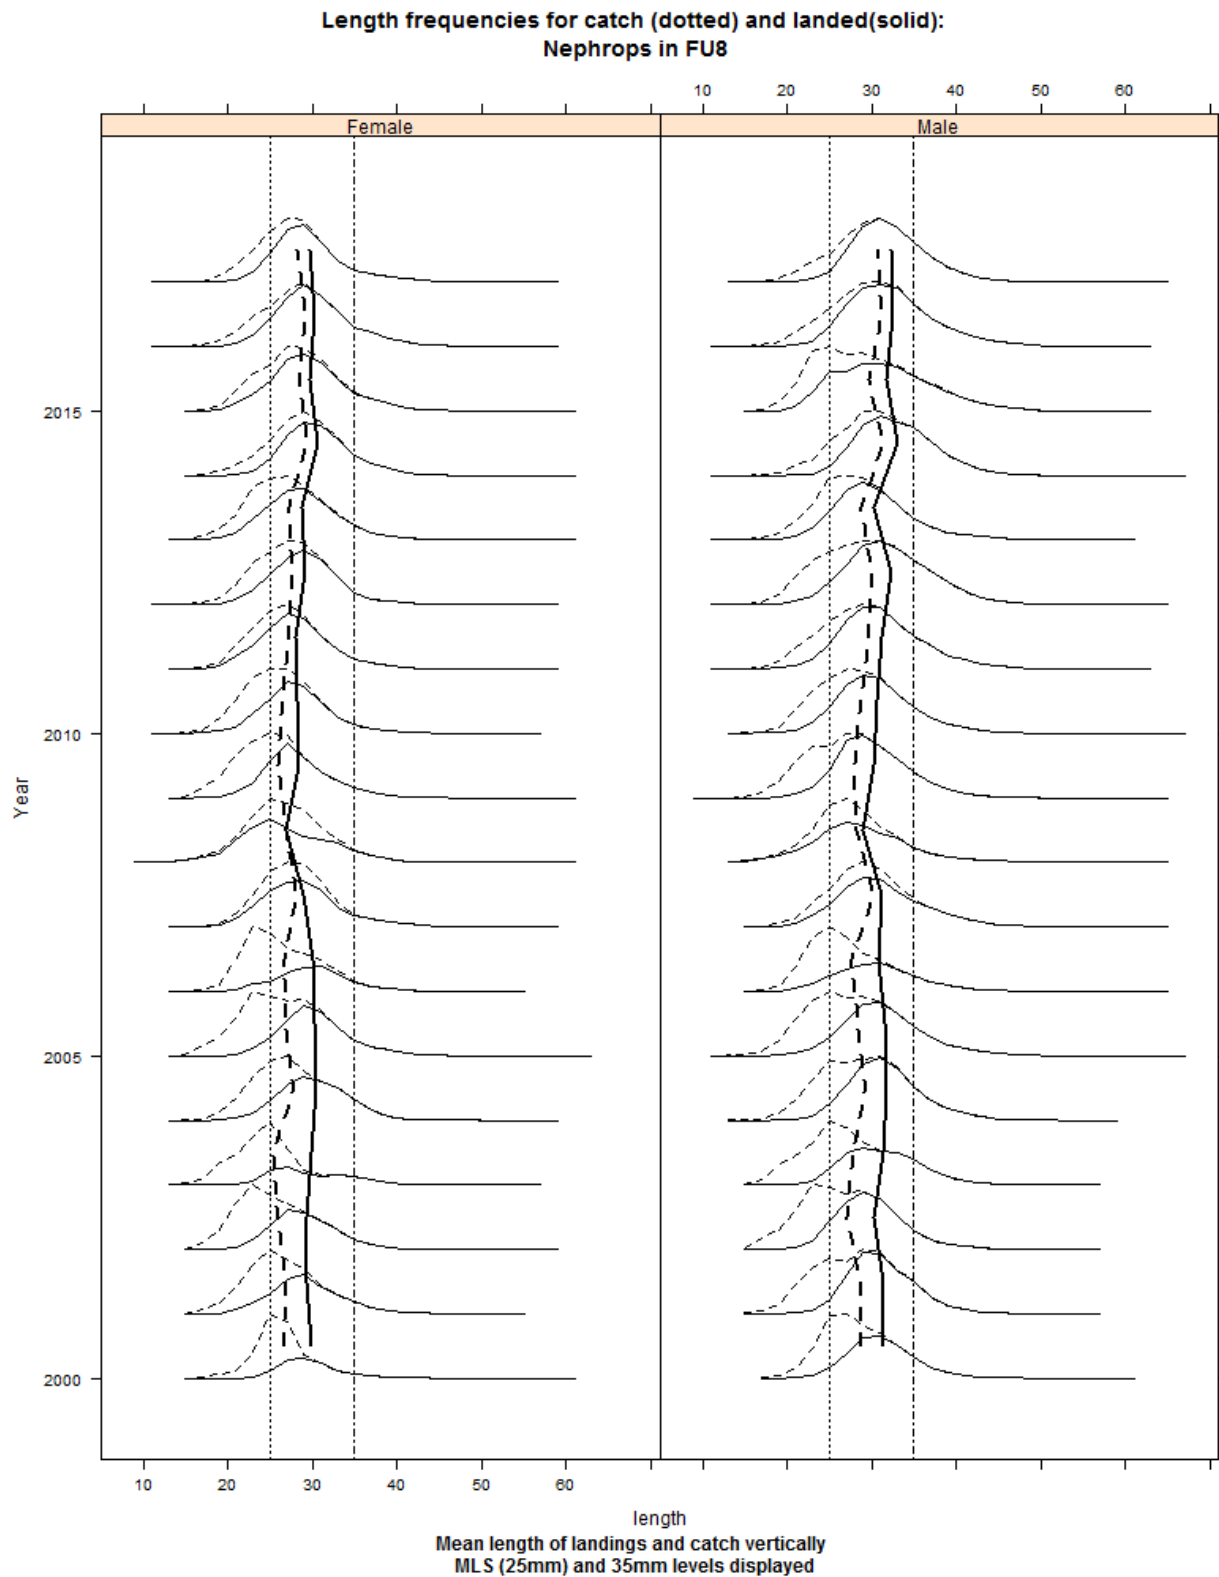 Length frequencies for catch (dotted) and landed(solid):
Nephrops in FU8
10 20 30 40 50 60
Female Male
2015
2010
2005
2000
Year
10 20 30 40 50 60
length
Mean length of landings and catch vertically
MLS (25mm) and 35mm levels displayed